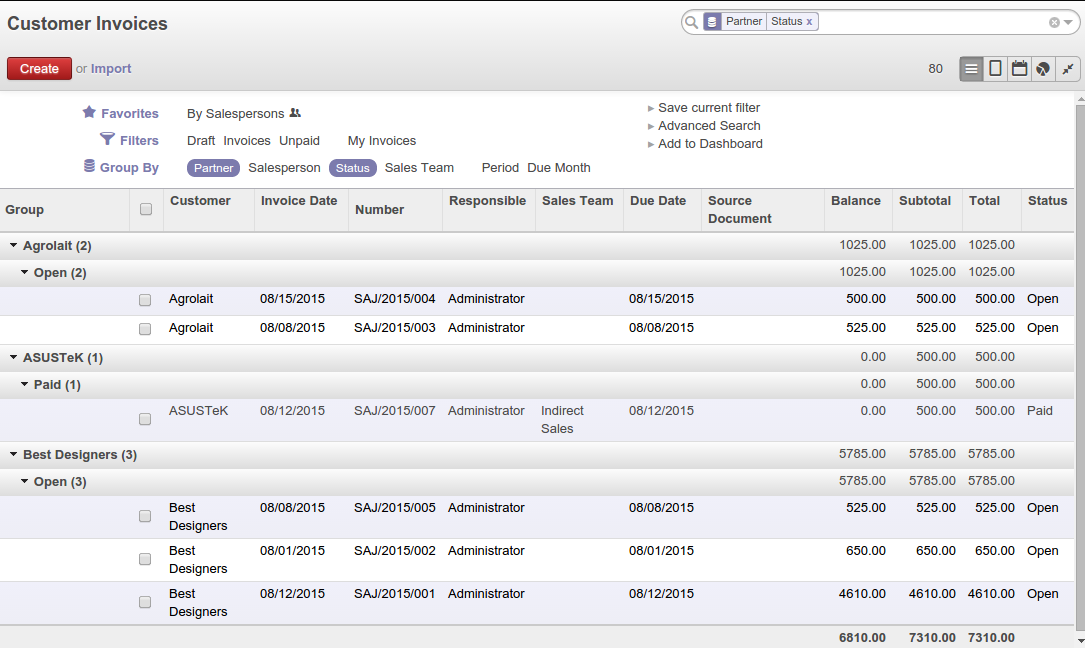 Customer Invoices
Partner Status x
Create or Import
80
Favorites By Salespersons
Filters Draft Invoices Unpaid My Invoices
Group By Partner Salesperson Status Sales Team Period Due Month
Save current filter
Advanced Search
Add to Dashboard
Group Customer Invoice Date Number Responsible Sales Team Due Date Source Document Balance Subtotal Total Status
Agrolait (2) 1025.00 1025.00 1025.00
Open (2) 1025.00 1025.00 1025.00
Agrolait 08/15/2015 SAJ/2015/004 Administrator 08/15/2015 500.00 500.00 500.00 Open
Agrolait 08/08/2015 SAJ/2015/003 Administrator 08/08/2015 525.00 525.00 525.00 Open
ASUSTeK (1) 0.00 500.00 500.00
Paid (1) 0.00 500.00 500.00
ASUSTeK 08/12/2015 SAJ/2015/007 Administrator Indirect Sales 08/12/2015 0.00 500.00 500.00 Paid
Best Designers (3) 5785.00 5785.00 5785.00
Open (3) 5785.00 5785.00 5785.00
Best Designers 08/08/2015 SAJ/2015/005 Administrator 08/08/2015 525.00 525.00 525.00 Open
Best Designers 08/01/2015 SAJ/2015/002 Administrator 08/01/2015 650.00 650.00 650.00 Open
Best Designers 08/12/2015 SAJ/2015/001 Administrator 08/12/2015 4610.00 4610.00 4610.00 Open
6810.00 7310.00 7310.00